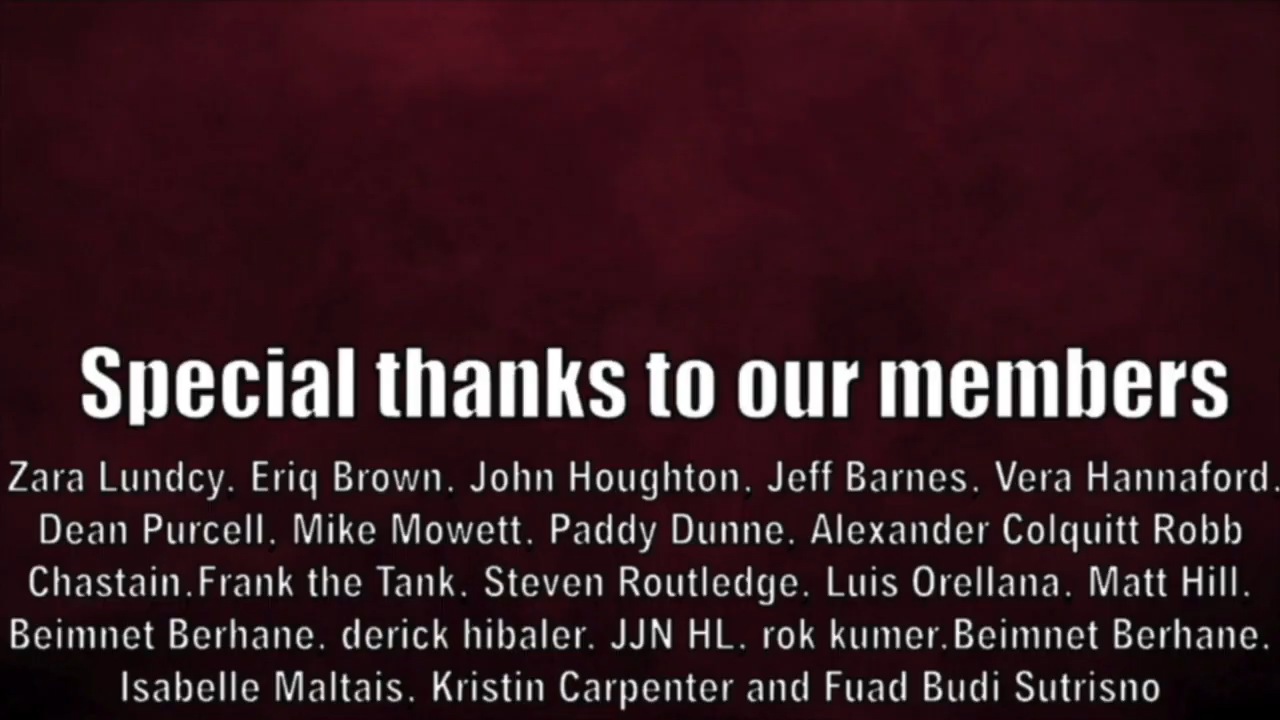 Special thanks to our members
Zara Lundcy. Eriq Brown. John Houghton. Jeff Barnes. Vera Hannaford.
Dean Purcell. Mike Mowett. Paddy Dunne. Alexander Colquitt Robb
Chastain.Frank the Tank. Steven Routledge. Luis Orellana. Matt Hill.
Beimnet Berhane. derick hibaler. JJN HL. rok kumer.Beimnet Berhane.
Isabelle Maltais. Kristin Carpenter and Fuad Budi Sutrisno